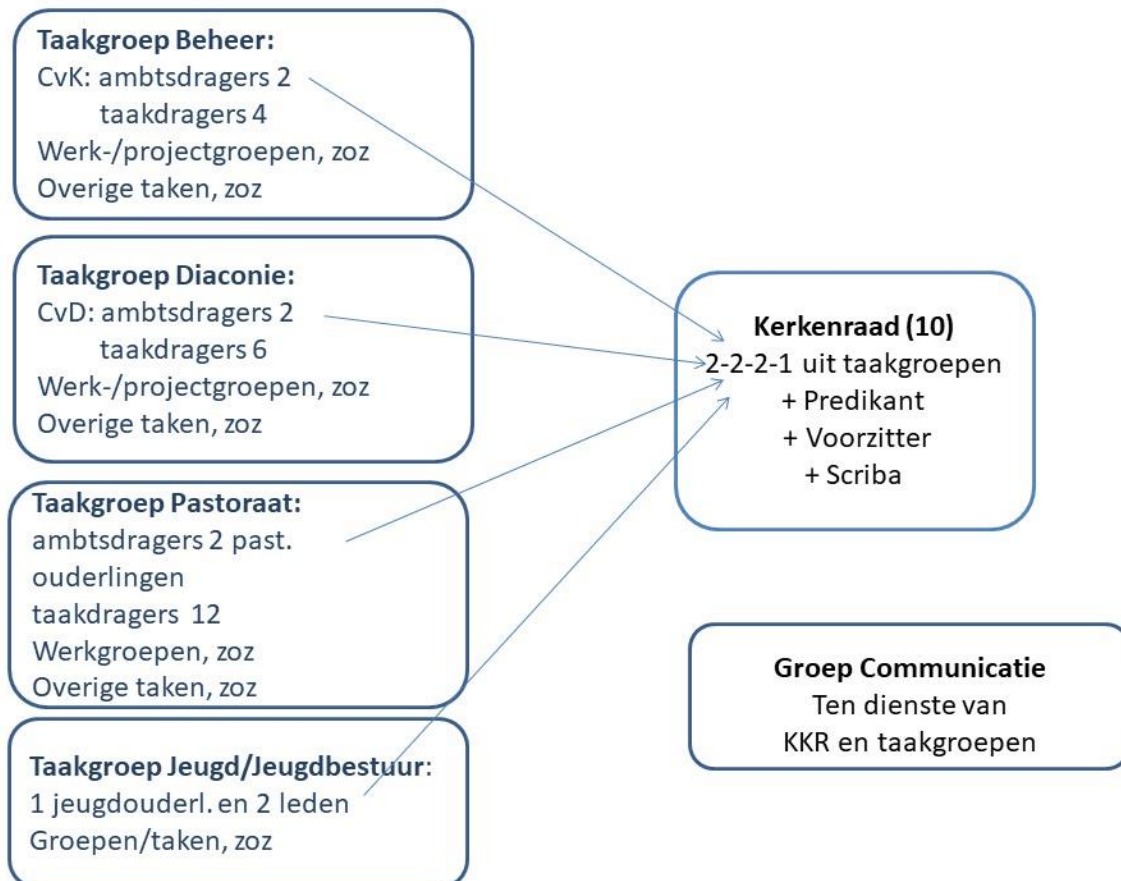 Taakgroep Beheer:
CvK: ambtsdragers 2
taakdragers 4
Werk-/projectgroepen, zoz
Overige taken, zoz
Taakgroep Diaconie:
CvD: ambtsdragers 2
taakdragers 6
Werk-/projectgroepen, zoz
Overige taken, zoz
Taakgroep Pastoraat:
ambtsdragers 2 past.
ouderlingen
taakdragers 12
Werkgroepen, zoz
Overige taken, zoz
Taakgroep Jeugd/Jeugdbestuur:
1 jeugdouderl. en 2 leden
Groepen/taken, zoz
Kerkenraad (10)
2-2-2-1 uit taakgroepen
+ Predikant
+ Voorzitter
+ Scriba
Groep Communicatie
Ten dienste van
KKR en taakgroepen